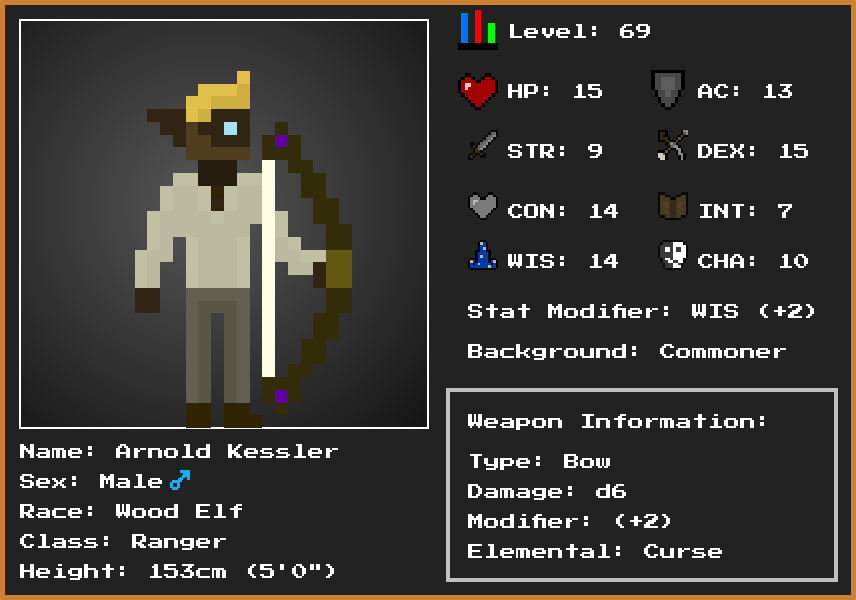 Level: 69
HP: 15
AC: 13
STR: 9
DEX: 15
CON: 14
INT: 7
WIS: 14
CHA: 10
Stat Modifier: WIS (+2)
Background: Commoner
Weapon Information:
Type: Bow
Damage: d6
Modifier: (+2)
Elemental: Curse
Name: Arnold Kessler
Sex: Male♂
Race: Wood Elf
Class: Ranger
Height: 153cm (5'0")